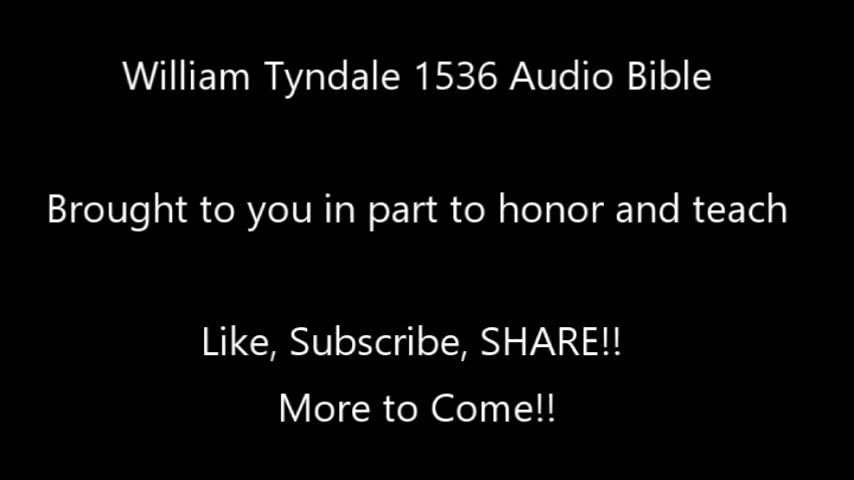 William Tyndale 1536 Audio Bible
Brought to you in part to honor and teach
Like, Subscribe, SHARE!!
More to Come!!